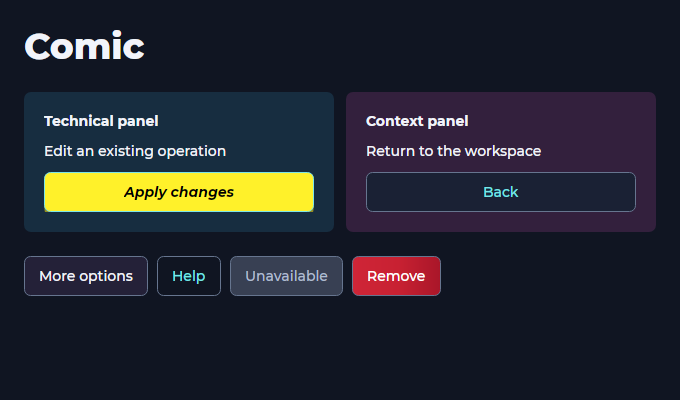 Comic
Technical panel
Edit an existing operation
Apply changes
Context panel
Return to the workspace
Back
More options
Help
Unavailable
Remove